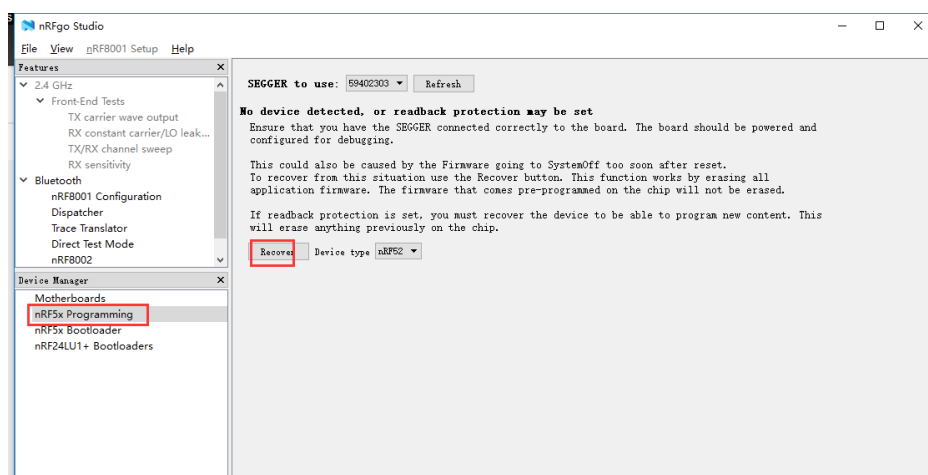 nRFgo Studio
File View nRF8001 Setup Help
Features
2.4 GHz
Front-End Tests
TX carrier wave output
RX constant carrier/LO leak...
TX/RX channel sweep
RX sensitivity
Bluetooth
nRF8001 Configuration
Dispatcher
Trace Translator
Direct Test Mode
nRF8002
Device Manager
Motherboards
nRF5x Programming
nRF5x Bootloader
nRF24LU1+ Bootloaders
SEGGER to use: 59402303 Refresh
No device detected, or readback protection may be set
Ensure that you have the SEGGER connected correctly to the board. The board should be powered and
configured for debugging.
This could also be caused by the Firmware going to SystemOff too soon after reset.
To recover from this situation use the Recover button. This function works by erasing all
application firmware. The firmware that comes pre-programmed on the chip will not be erased.
If readback protection is set, you must recover the device to be able to program new content. This
will erase anything previously on the chip.
Recover Device type nRF52